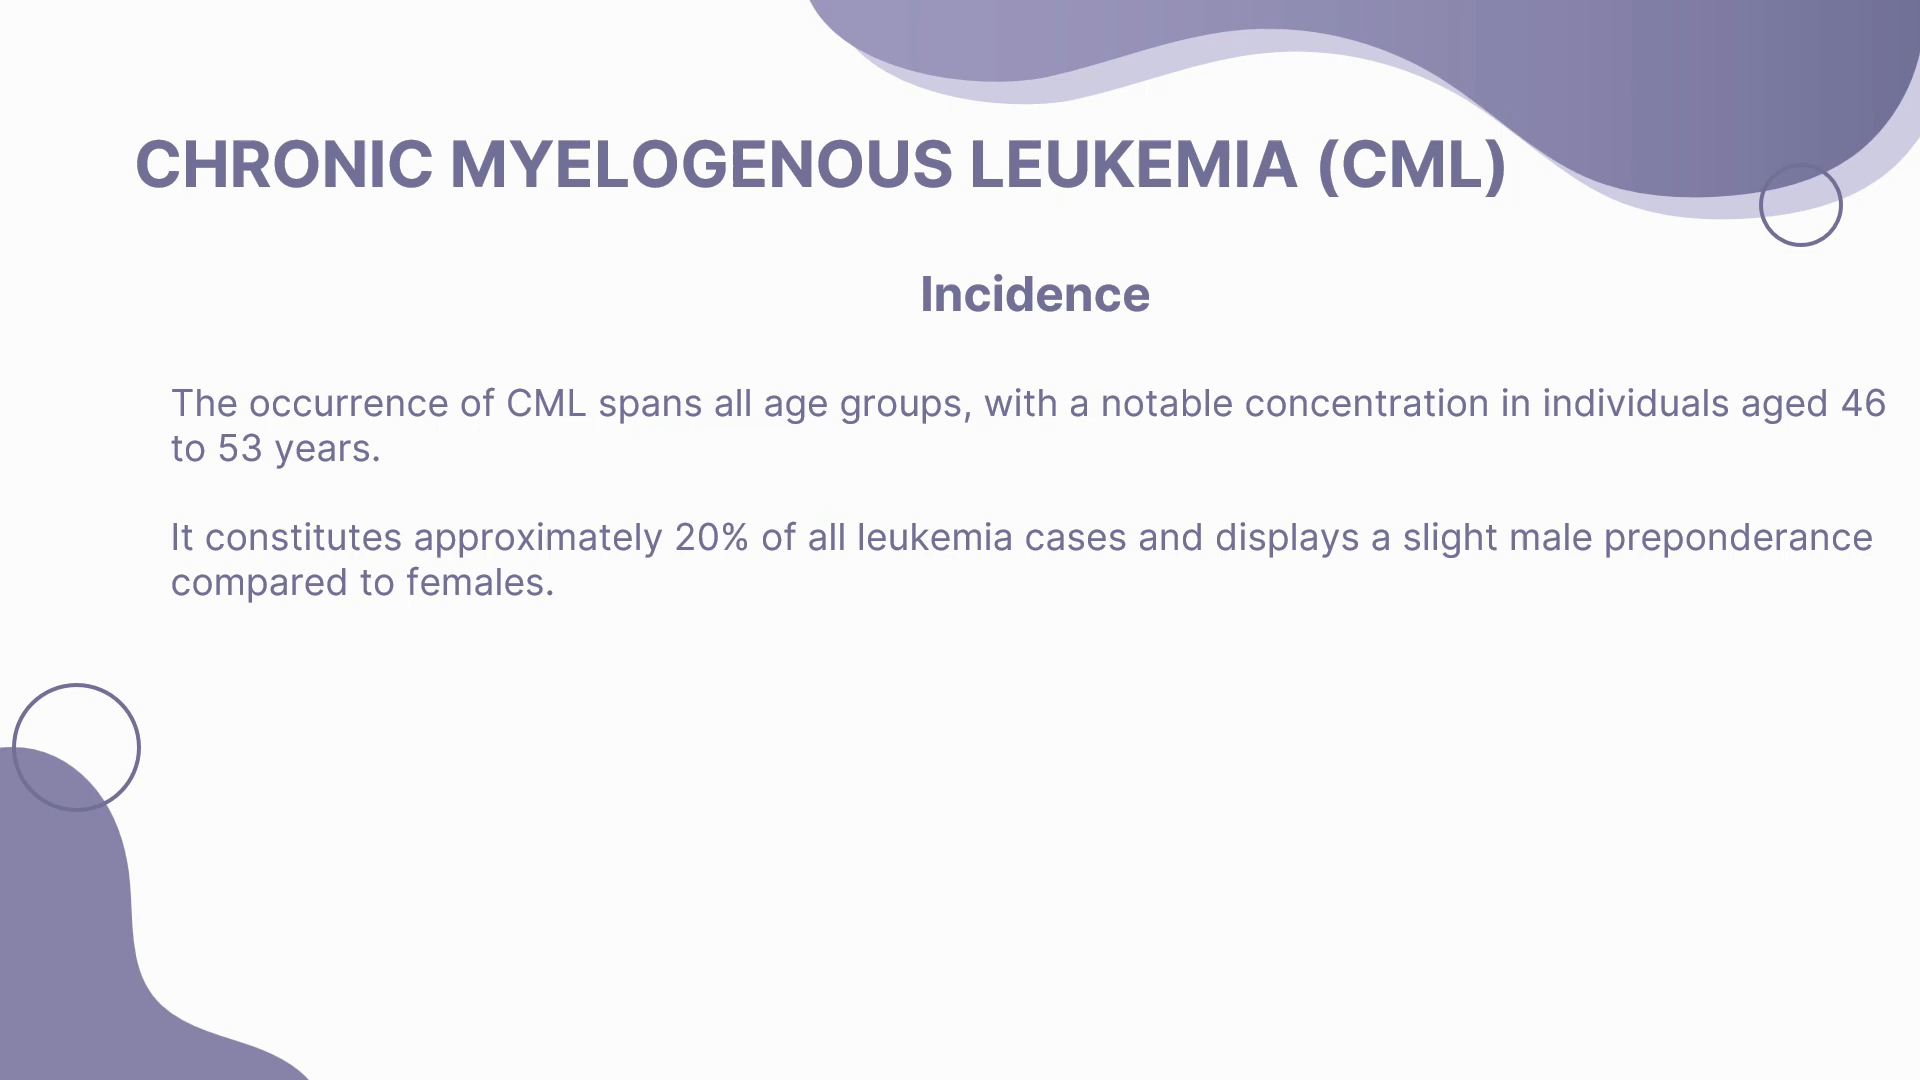 CHRONIC MYELOGENOUS LEUKEMIA (CML)
Incidence
The occurrence of CML spans all age groups, with a notable concentration in individuals aged 46
to 53 years.
It constitutes approximately 20% of all leukemia cases and displays a slight male preponderance
compared to females.